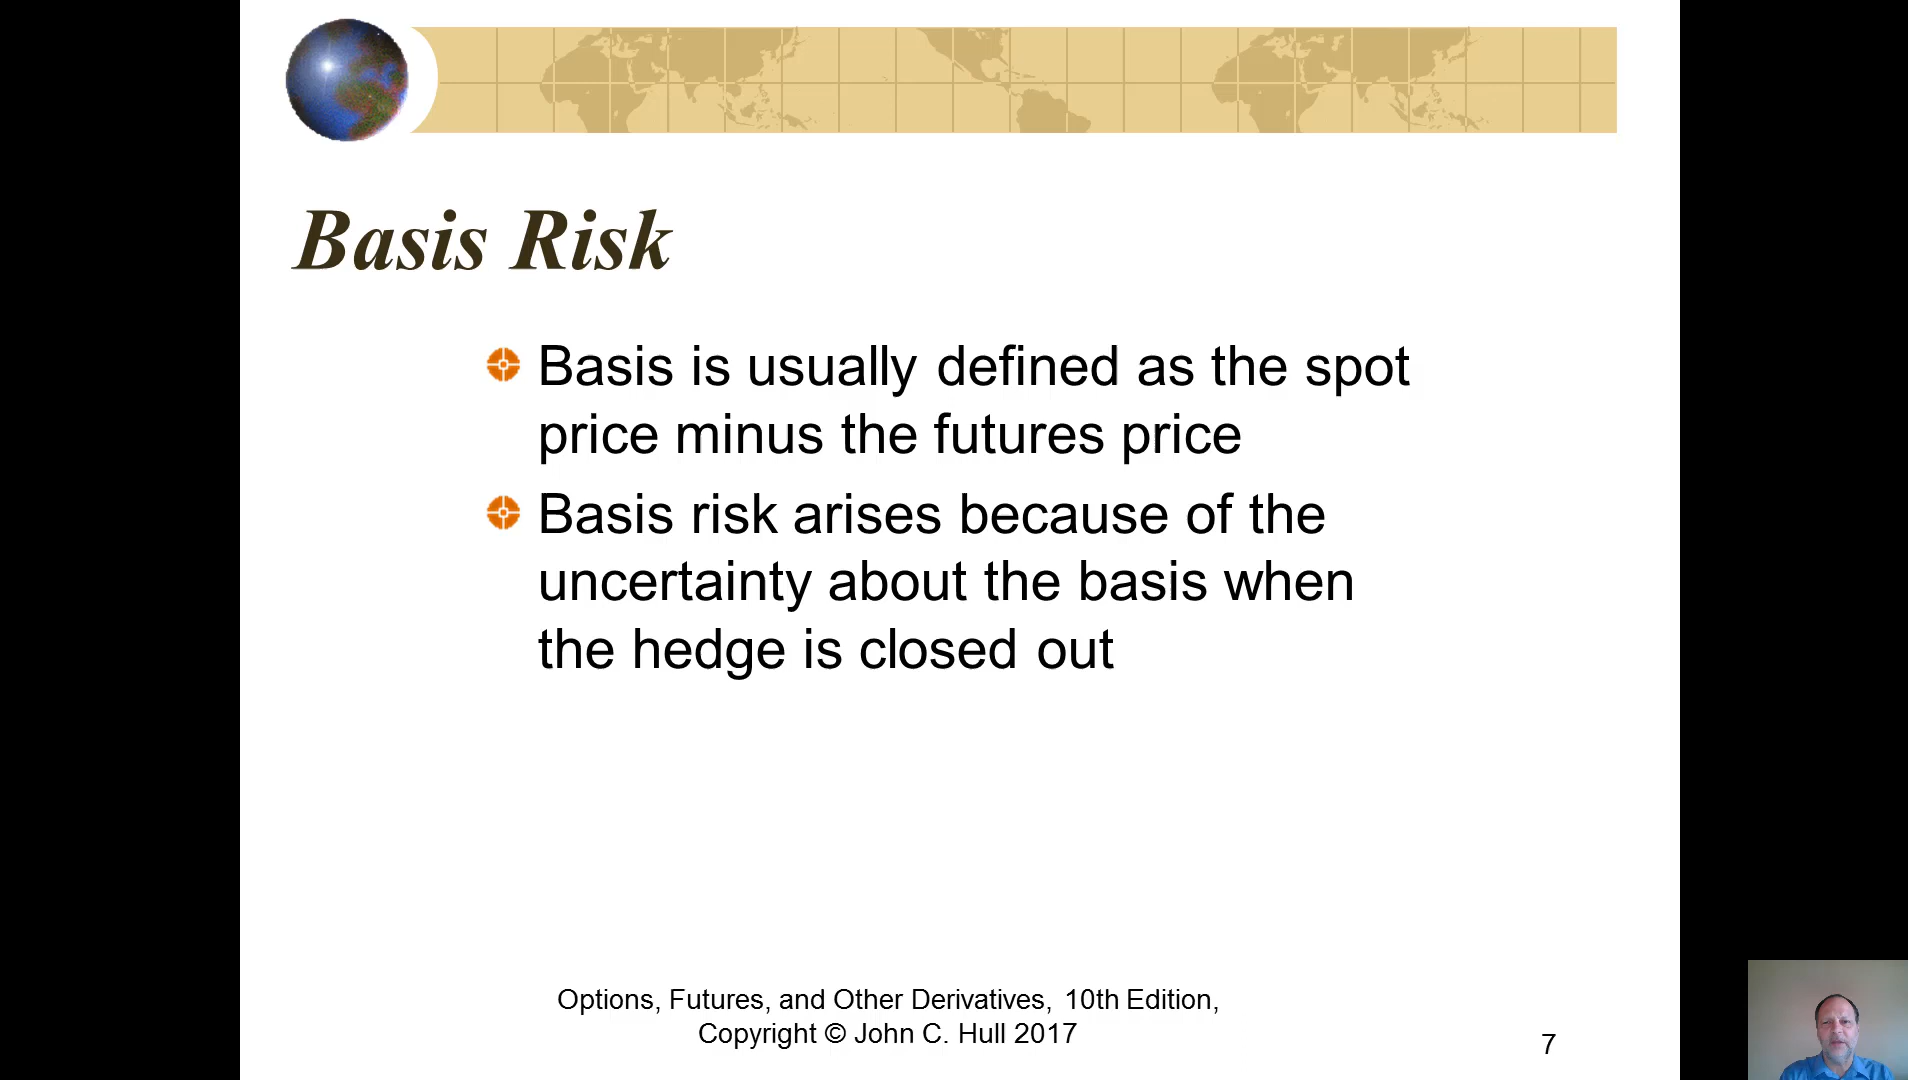 Basis Risk
Basis is usually defined as the spot
price minus the futures price
Basis risk arises because of the
uncertainty about the basis when
the hedge is closed out
Options, Futures, and Other Derivatives, 10th Edition,
Copyright © John C. Hull 2017
7